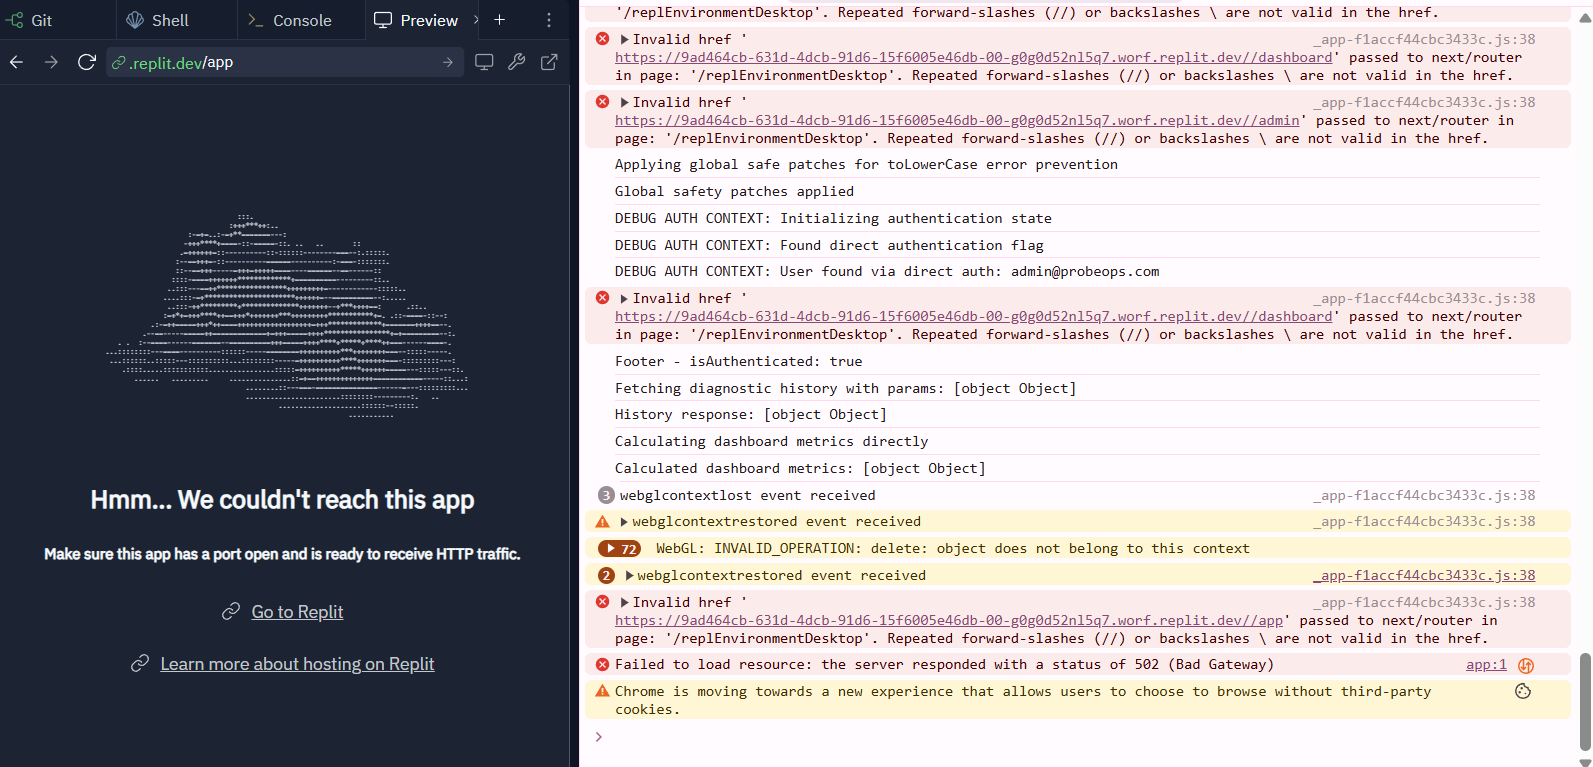 Git
Shell
Console
Preview
.replit.dev/app
Hmm... We couldn't reach this app
Make sure this app has a port open and is ready to receive HTTP traffic.
Go to Replit
Learn more about hosting on Replit
'/replEnvironmentDesktop'. Repeated forward-slashes (//) or backslashes \ are not valid in the href.
Invalid href ' _app-f1accf44cbc3433c.js:38
https://9ad464cb-631d-4dcb-91d6-15f6005e46db-00-g0g0d52nl5q7.worf.replit.dev//dashboard' passed to next/router
in page: '/replEnvironmentDesktop'. Repeated forward-slashes (//) or backslashes \ are not valid in the href.
Invalid href ' _app-f1accf44cbc3433c.js:38
https://9ad464cb-631d-4dcb-91d6-15f6005e46db-00-g0g0d52nl5q7.worf.replit.dev//admin' passed to next/router in
page: '/replEnvironmentDesktop'. Repeated forward-slashes (//) or backslashes \ are not valid in the href.
Applying global safe patches for toLowerCase error prevention
Global safety patches applied
DEBUG AUTH CONTEXT: Initializing authentication state
DEBUG AUTH CONTEXT: Found direct authentication flag
DEBUG AUTH CONTEXT: User found via direct auth: admin@probeops.com
Invalid href ' _app-f1accf44cbc3433c.js:38
https://9ad464cb-631d-4dcb-91d6-15f6005e46db-00-g0g0d52nl5q7.worf.replit.dev//dashboard' passed to next/router
in page: '/replEnvironmentDesktop'. Repeated forward-slashes (//) or backslashes \ are not valid in the href.
Footer - isAuthenticated: true
Fetching diagnostic history with params: [object Object]
History response: [object Object]
Calculating dashboard metrics directly
Calculated dashboard metrics: [object Object]
3 webglcontextlost event received _app-f1accf44cbc3433c.js:38
webglcontextrestored event received _app-f1accf44cbc3433c.js:38
72 WebGL: INVALID_OPERATION: delete: object does not belong to this context
2 webglcontextrestored event received _app-f1accf44cbc3433c.js:38
Invalid href ' _app-f1accf44cbc3433c.js:38
https://9ad464cb-631d-4dcb-91d6-15f6005e46db-00-g0g0d52nl5q7.worf.replit.dev//app' passed to next/router in
page: '/replEnvironmentDesktop'. Repeated forward-slashes (//) or backslashes \ are not valid in the href.
Failed to load resource: the server responded with a status of 502 (Bad Gateway) app:1
Chrome is moving towards a new experience that allows users to choose to browse without third-party
cookies.